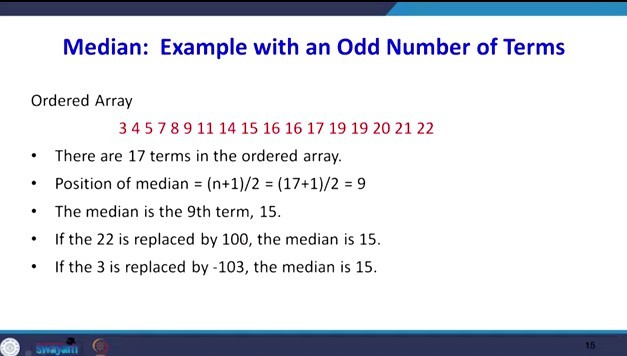 Median: Example with an Odd Number of Terms
Ordered Array
3 4 5 7 8 9 11 14 15 16 16 17 19 19 20 21 22
• There are 17 terms in the ordered array.
• Position of median = (n+1)/2 = (17+1)/2 = 9
• The median is the 9th term, 15.
• If the 22 is replaced by 100, the median is 15.
• If the 3 is replaced by -103, the median is 15.
swayam
15